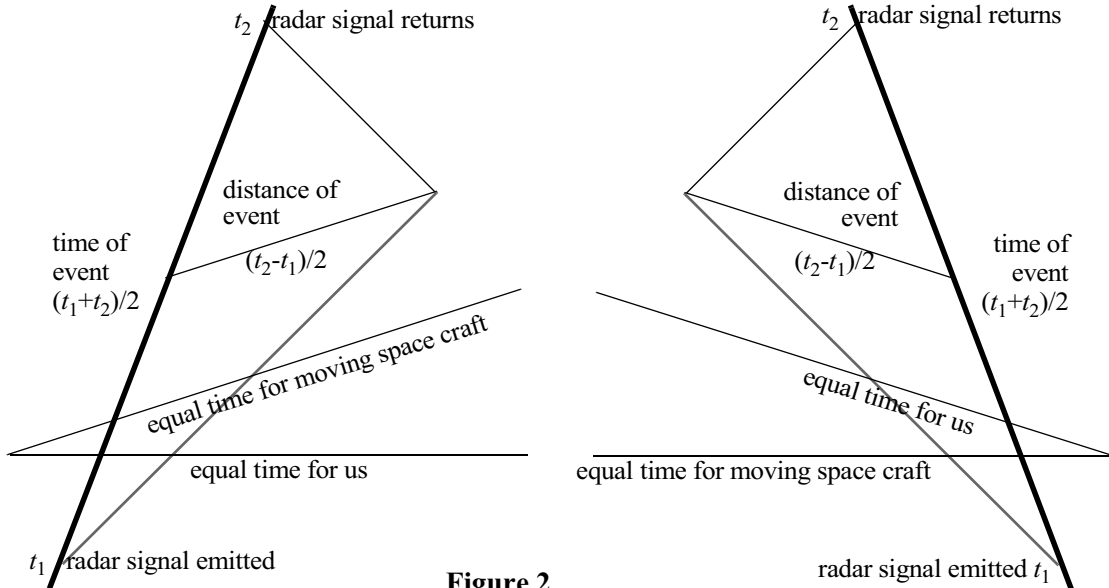 t2 radar signal returns
distance of
event
(t2-t1)/2
time of
event
(t1+t2)/2
equal time for moving space craft
equal time for us
t1 radar signal emitted
t2 radar signal returns
distance of
event
(t2-t1)/2
time of
event
(t1+t2)/2
equal time for us
equal time for moving space craft
radar signal emitted t1
Figure 2